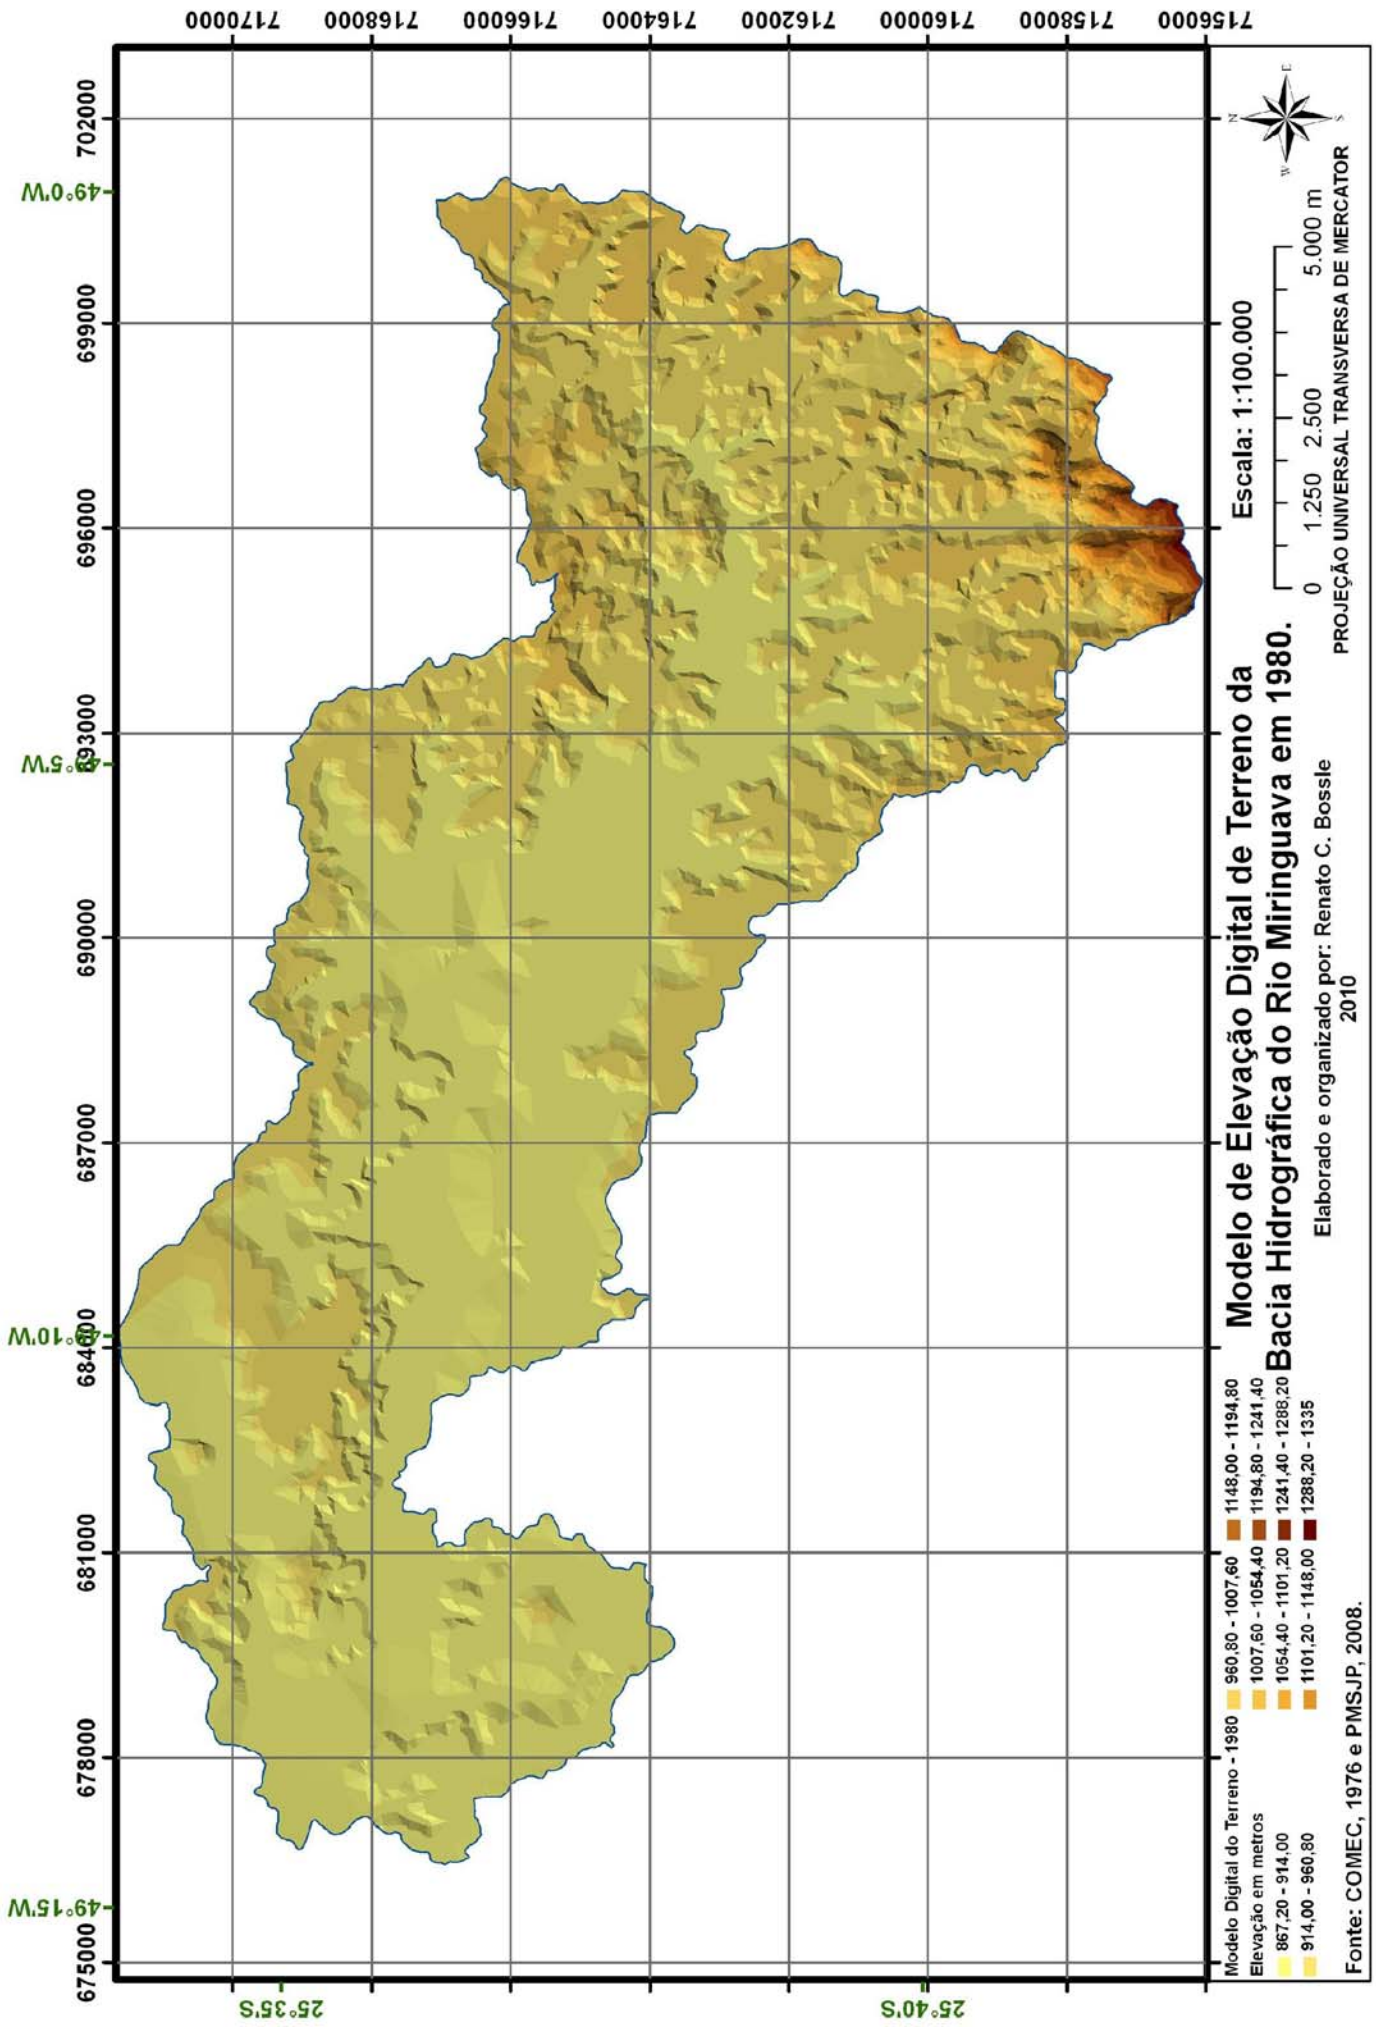 49°15'W
49°10'W
49°5'W
49°0'W
675000
678000
681000
684000
687000
690000
693000
696000
699000
702000
25°35'S
25°40'S
7170000
7168000
7166000
7164000
7162000
7160000
7158000
7156000
Modelo Digital do Terreno - 1980
Elevação em metros
867,20 - 914,00
914,00 - 960,80
960,80 - 1007,60
1007,60 - 1054,40
1054,40 - 1101,20
1101,20 - 1148,00
1148,00 - 1194,80
1194,80 - 1241,40
1241,40 - 1288,20
1288,20 - 1335
Fonte: COMEC, 1976 e PMSJP, 2008.
Modelo de Elevação Digital de Terreno da
Bacia Hidrográfica do Rio Miringuava em 1980.
Elaborado e organizado por: Renato C. Bossle
2010
Escala: 1:100.000
0 1.250 2.500 5.000 m
PROJEÇÃO UNIVERSAL TRANSVERSA DE MERCATOR
N
W
E
S